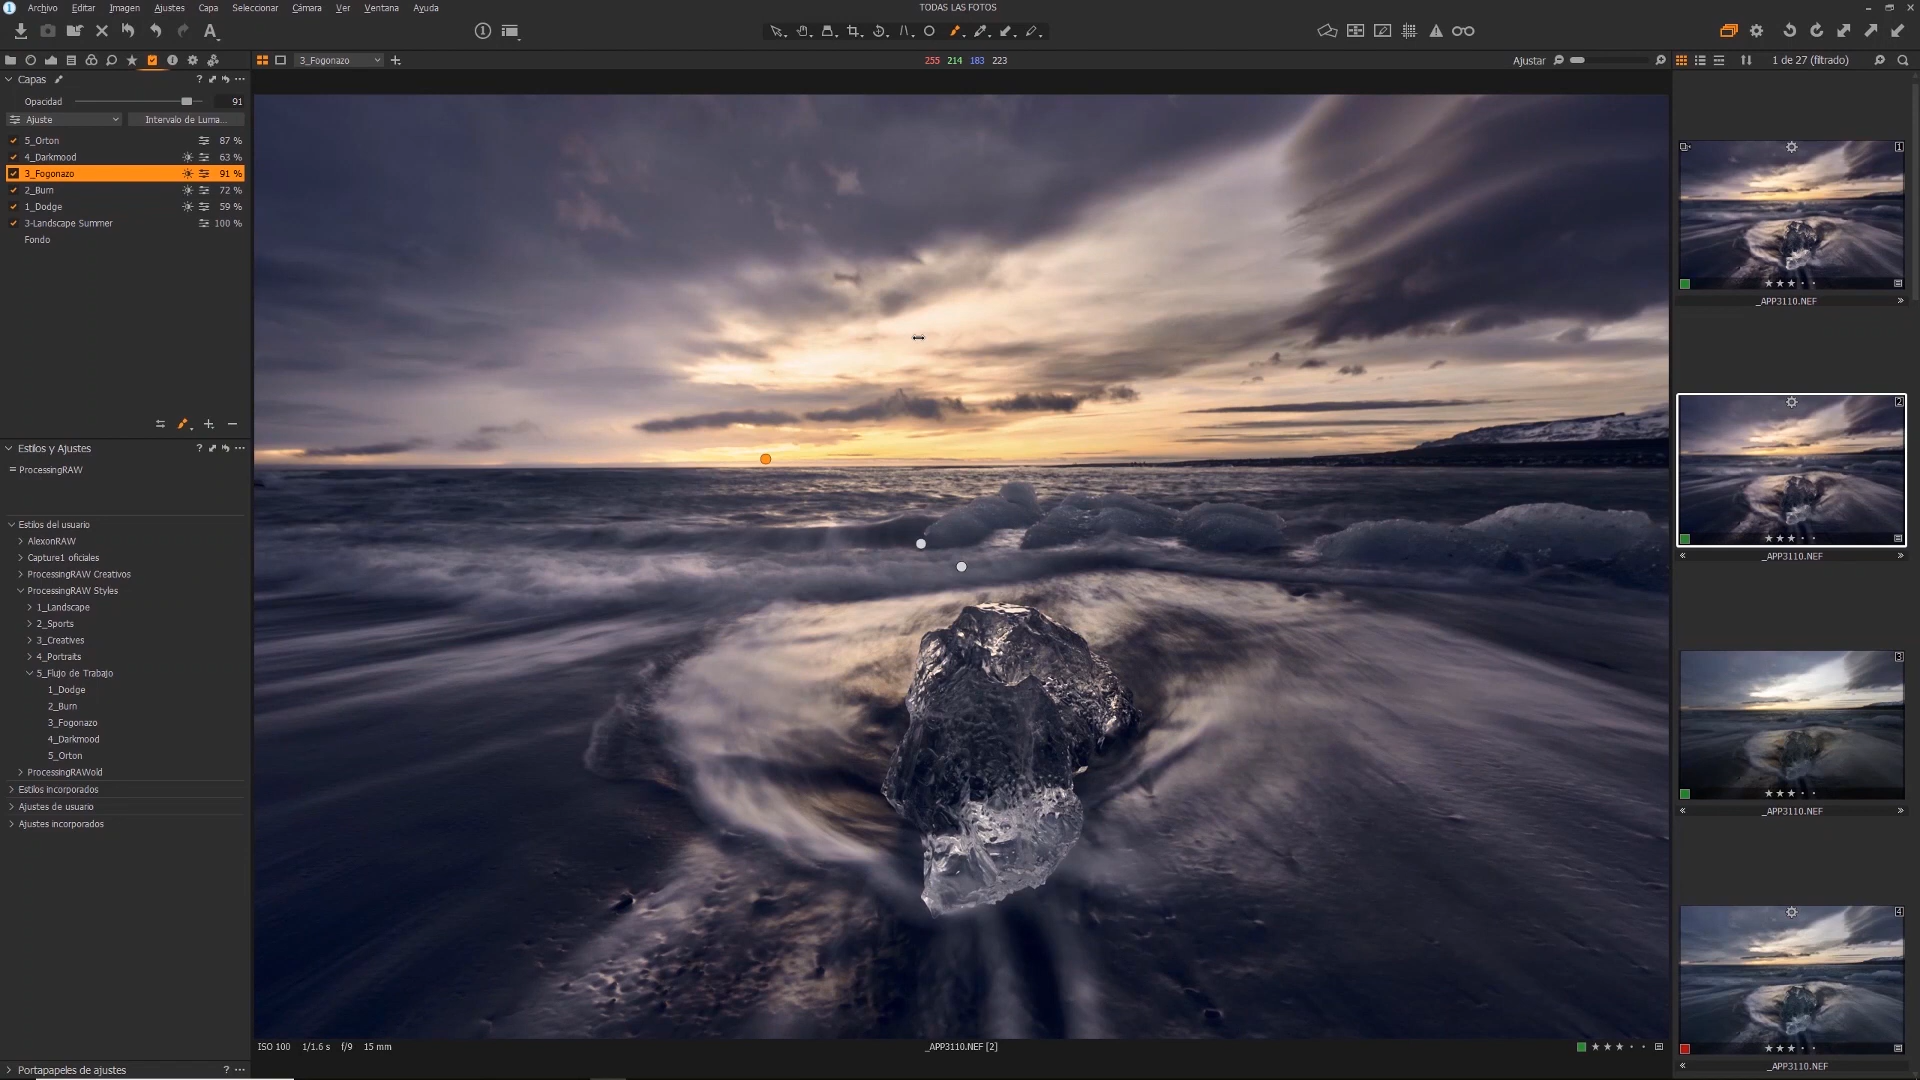 Archivo Editar Imagen Ajustes Capa Seleccionar Cámara Ver Ventana Ayuda
TODAS LAS FOTOS
3_Fogonazo
255 214 183 223
Ajustar
1 de 27 (filtrado)
Capas
Opacidad 91
Ajuste Intervalo de Luma...
5_Orton 87 %
4_Darkmood 63 %
3_Fogonazo 91 %
2_Burn 72 %
1_Dodge 59 %
3-Landscape Summer 100 %
Fondo
Estilos y Ajustes
ProcessingRAW
Estilos del usuario
AlexonRAW
Capture1 oficiales
ProcessingRAW Creativos
ProcessingRAW Styles
1_Landscape
2_Sports
3_Creatives
4_Portraits
5_Flujo de Trabajo
1_Dodge
2_Burn
3_Fogonazo
4_Darkmood
5_Orton
ProcessingRAWold
Estilos incorporados
Ajustes de usuario
Ajustes incorporados
Portapapeles de ajustes
ISO 100 1/1.6 s f/9 15 mm
_APP3110.NEF [2]
1
_APP3110.NEF
2
_APP3110.NEF
3
_APP3110.NEF
4
_APP3110.NEF